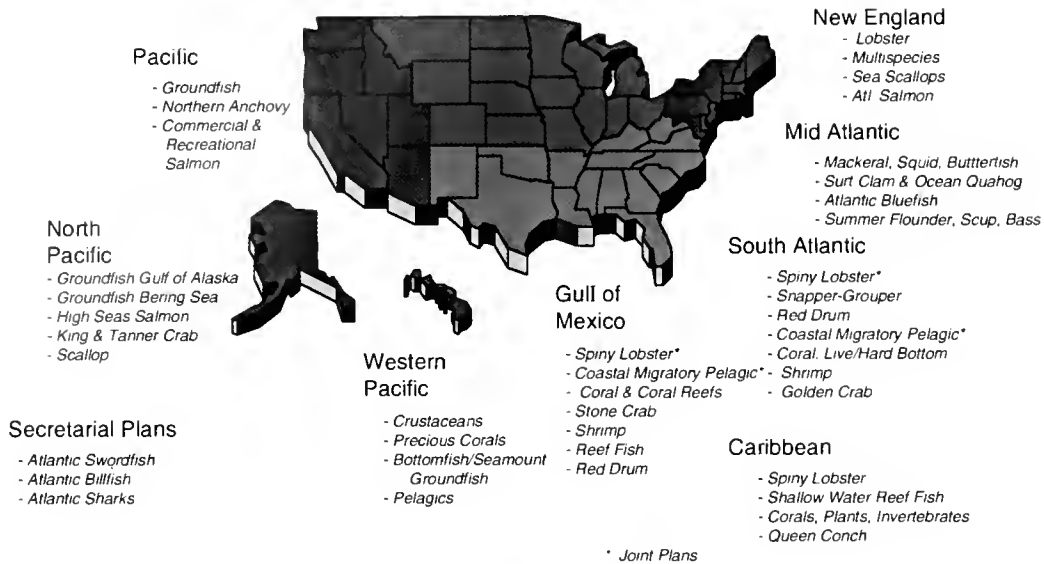 Pacific
- Groundfish
- Northern Anchovy
- Commercial &
Recreational
Salmon
New England
- Lobster
- Multispecies
- Sea Scallops
- Atl Salmon
Mid Atlantic
- Mackeral, Squid, Buttterfish
- Surt Clam & Ocean Quahog
- Atlantic Bluefish
- Summer Flounder, Scup, Bass
North
Pacific
- Groundfish Gulf of Alaska
- Groundfish Bering Sea
- High Seas Salmon
- King & Tanner Crab
- Scallop
South Atlantic
- Spiny Lobster*
- Snapper-Grouper
- Red Drum
- Coastal Migratory Pelagic*
- Coral. Live/Hard Bottom
- Shrimp
- Golden Crab
Gulf of
Mexico
- Spiny Lobster*
- Coastal Migratory Pelagic*
- Coral & Coral Reefs
- Stone Crab
- Shrimp
- Reef Fish
- Red Drum
Western
Pacific
- Crustaceans
- Precious Corals
- Bottomfish/Seamount
Groundfish
- Pelagics
Secretarial Plans
- Atlantic Swordfish
- Atlantic Billfish
- Atlantic Sharks
Caribbean
- Spiny Lobster
- Shallow Water Reef Fish
- Corals, Plants, Invertebrates
- Queen Conch
* Joint Plans